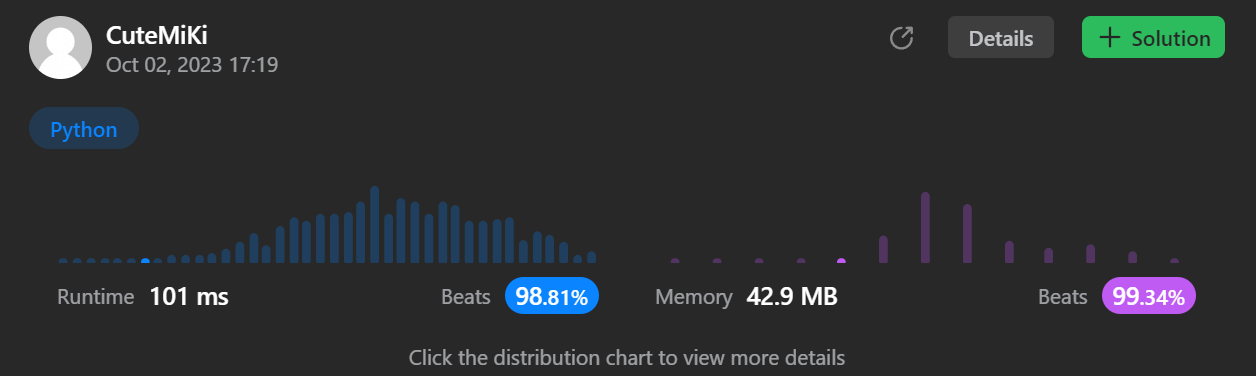 CuteMiKi
Oct 02, 2023 17:19
Details
+ Solution
Python
Runtime 101 ms Beats 98.81%
Memory 42.9 MB Beats 99.34%
Click the distribution chart to view more details